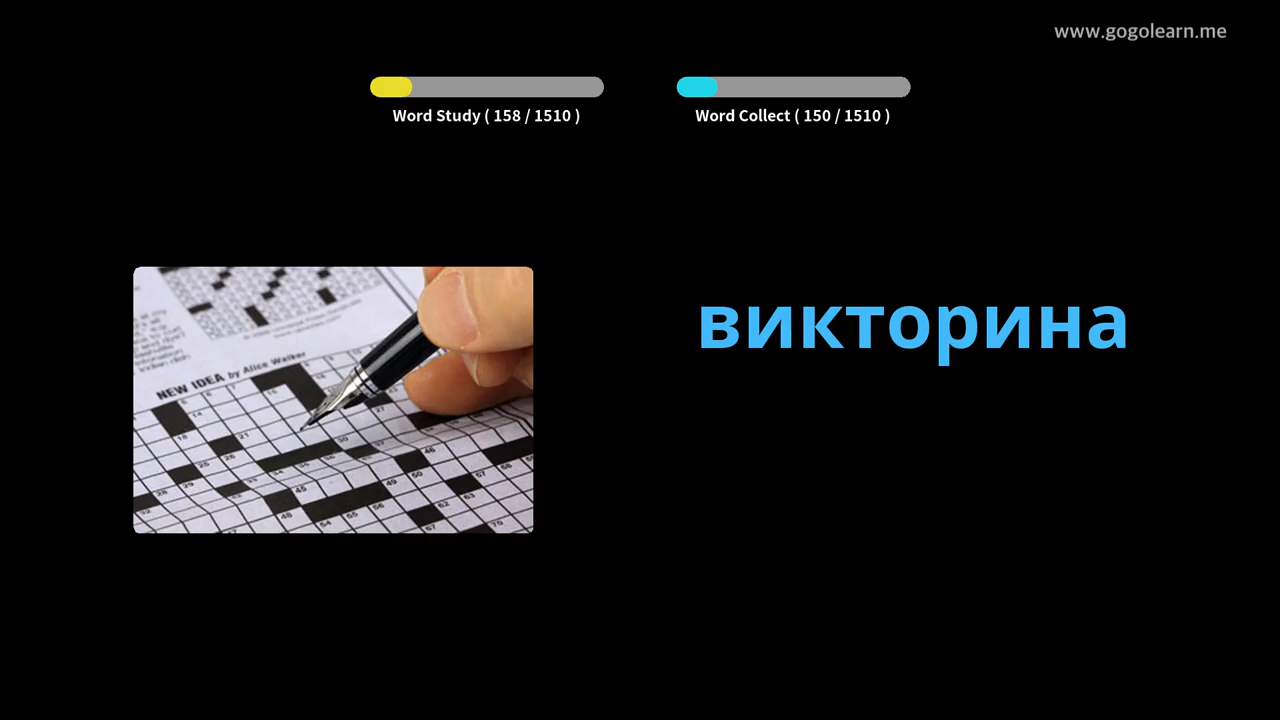 www.gogolearn.me
Word Study ( 158 / 1510 )
Word Collect ( 150 / 1510 )
викторина
NEW IDEA by Alice Walker